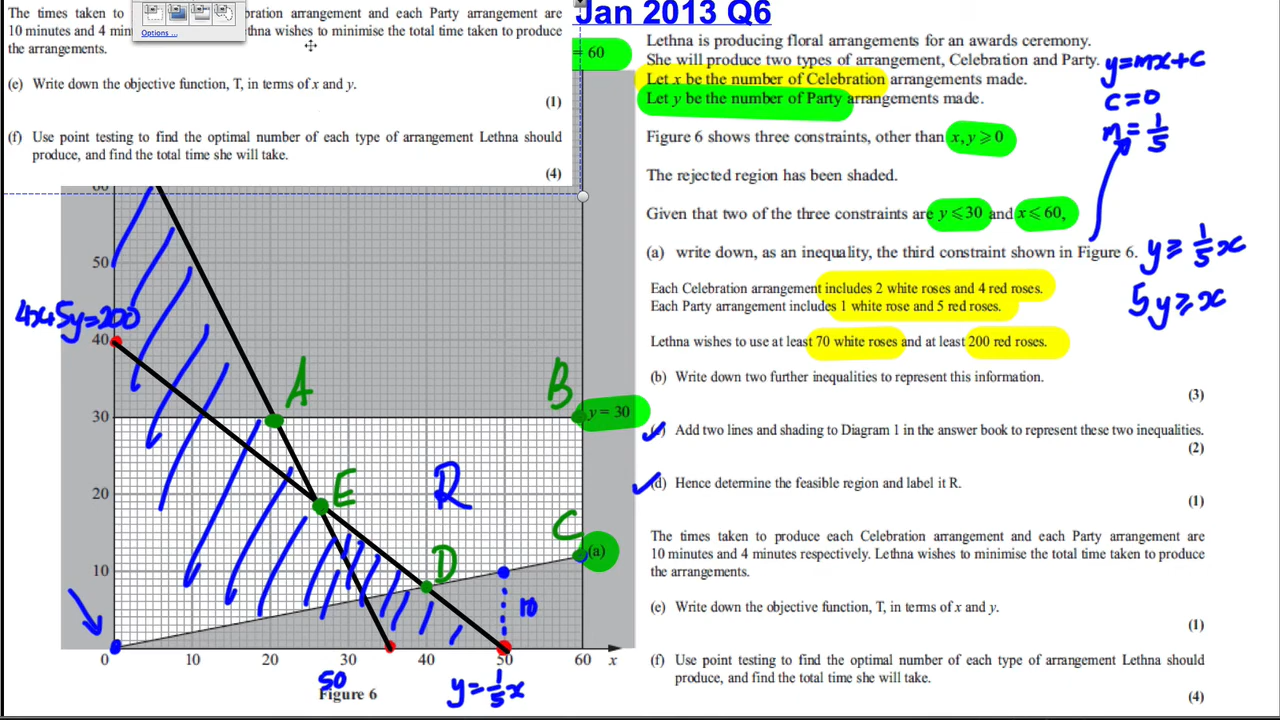 Jan 2013 Q6
The times taken to bration arrangement and each Party arrangement are
10 minutes and 4 min thna wishes to minimise the total time taken to produce
the arrangements.
Options ...
(e) Write down the objective function, T, in terms of x and y.
(1)
(f) Use point testing to find the optimal number of each type of arrangement Lethna should
produce, and find the total time she will take.
(4)
= 60
60
50
4x+5y=200
40
A
B
30
y = 30
E
R
20
C
(a)
D
10
10
0
10
20
30
40
50
60
x
50
y=1/5x
Figure 6
Lethna is producing floral arrangements for an awards ceremony.
She will produce two types of arrangement, Celebration and Party.
Let x be the number of Celebration arrangements made.
Let y be the number of Party arrangements made.
y=mx+c
c=0
m=1/5
Figure 6 shows three constraints, other than x, y ⩾ 0
The rejected region has been shaded.
Given that two of the three constraints are y ⩽ 30 and x ⩽ 60,
(a) write down, as an inequality, the third constraint shown in Figure 6.
y ⩾ 1/5x
5y ⩾ x
Each Celebration arrangement includes 2 white roses and 4 red roses.
Each Party arrangement includes 1 white rose and 5 red roses.
Lethna wishes to use at least 70 white roses and at least 200 red roses.
(b) Write down two further inequalities to represent this information.
(3)
Add two lines and shading to Diagram 1 in the answer book to represent these two inequalities.
(2)
(d) Hence determine the feasible region and label it R.
(1)
The times taken to produce each Celebration arrangement and each Party arrangement are
10 minutes and 4 minutes respectively. Lethna wishes to minimise the total time taken to produce
the arrangements.
(e) Write down the objective function, T, in terms of x and y.
(1)
(f) Use point testing to find the optimal number of each type of arrangement Lethna should
produce, and find the total time she will take.
(4)